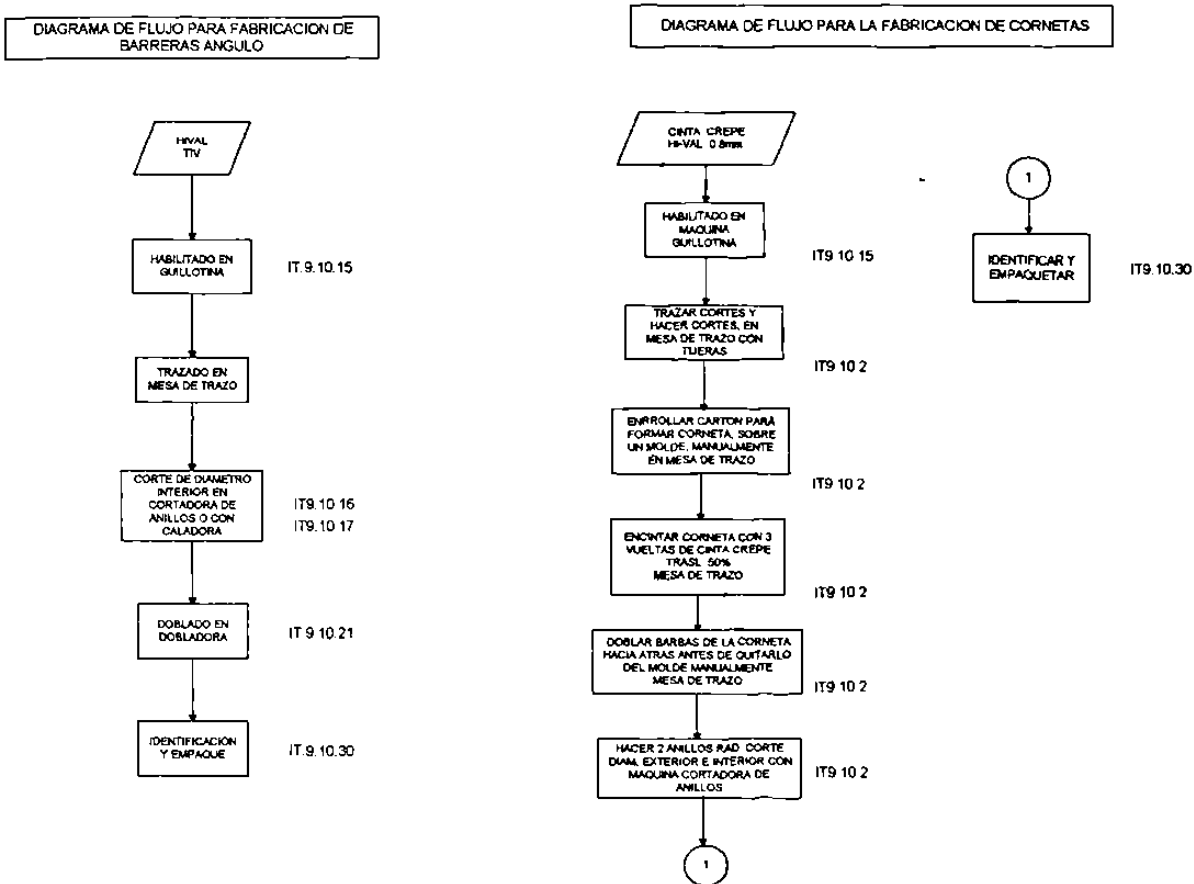 DIAGRAMA DE FLUJO PARA FABRICACION DE
BARRERAS ANGULO
HIVAL
TIV
HABILITADO EN
GUILLOTINA
IT.9.10.15
TRAZADO EN
MESA DE TRAZO
CORTE DE DIAMETRO
INTERIOR EN
CORTADORA DE
ANILLOS O CON
CALADORA
IT9.10 16
IT9.10 17
DOBLADO EN
DOBLADORA
IT 9 10.21
IDENTIFICACION
Y EMPAQUE
IT.9.10.30
DIAGRAMA DE FLUJO PARA LA FABRICACION DE CORNETAS
CINTA CREPE
HI-VAL 0 8mm
HABILITADO EN
MAQUINA
GUILLOTINA
IT9 10 15
TRAZAR CORTES Y
HACER CORTES, EN
MESA DE TRAZO CON
TIJERAS
IT9 10 2
ENRROLLAR CARTON PARA
FORMAR CORNETA, SOBRE
UN MOLDE, MANUALMENTE
EN MESA DE TRAZO
IT9 10 2
ENCINTAR CORNETA CON 3
VUELTAS DE CINTA CREPE
TRASL 50%
MESA DE TRAZO
IT9 10 2
DOBLAR BARBAS DE LA CORNETA
HACIA ATRAS ANTES DE QUITARLO
DEL MOLDE MANUALMENTE
MESA DE TRAZO
IT9 10 2
HACER 2 ANILLOS RAD CORTE
DIAM. EXTERIOR E INTERIOR CON
MAQUINA CORTADORA DE
ANILLOS
IT9 10 2
1
1
IDENTIFICAR Y
EMPAQUETAR
IT9.10.30